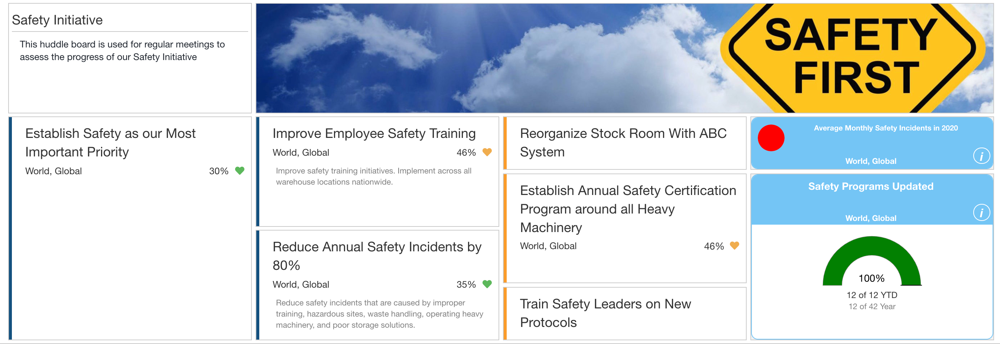 Safety Initiative
This huddle board is used for regular meetings to
assess the progress of our Safety Initiative
SAFETY
FIRST
Establish Safety as our Most
Important Priority
World, Global 30%
Improve Employee Safety Training
World, Global 46%
Improve safety training initiatives. Implement across all
warehouse locations nationwide.
Reduce Annual Safety Incidents by
80%
World, Global 35%
Reduce safety incidents that are caused by improper
training, hazardous sites, waste handling, operating heavy
machinery, and poor storage solutions.
Reorganize Stock Room With ABC
System
Establish Annual Safety Certification
Program around all Heavy
Machinery
World, Global 46%
Train Safety Leaders on New
Protocols
Average Monthly Safety Incidents in 2020
World, Global
i
Safety Programs Updated
World, Global
i
100%
12 of 12 YTD
12 of 42 Year